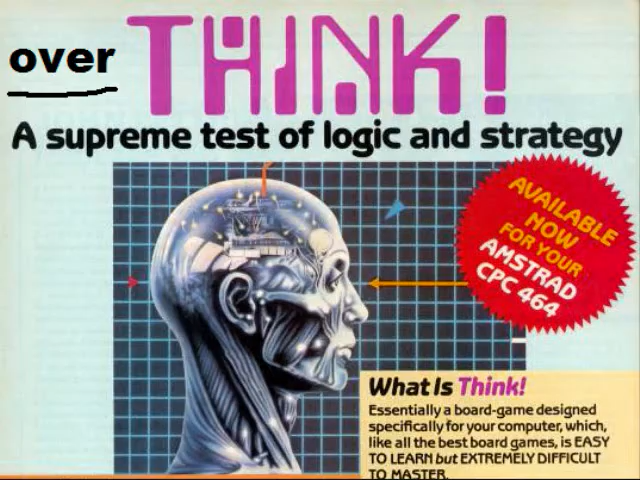 over THINK!
A supreme test of logic and strategy
AVAILABLE
NOW
FOR YOUR
AMSTRAD
CPC 464
What Is Think!
Essentially a board-game designed
specifically for your computer, which,
like all the best board games, is EASY
TO LEARN but EXTREMELY DIFFICULT
TO MASTER.